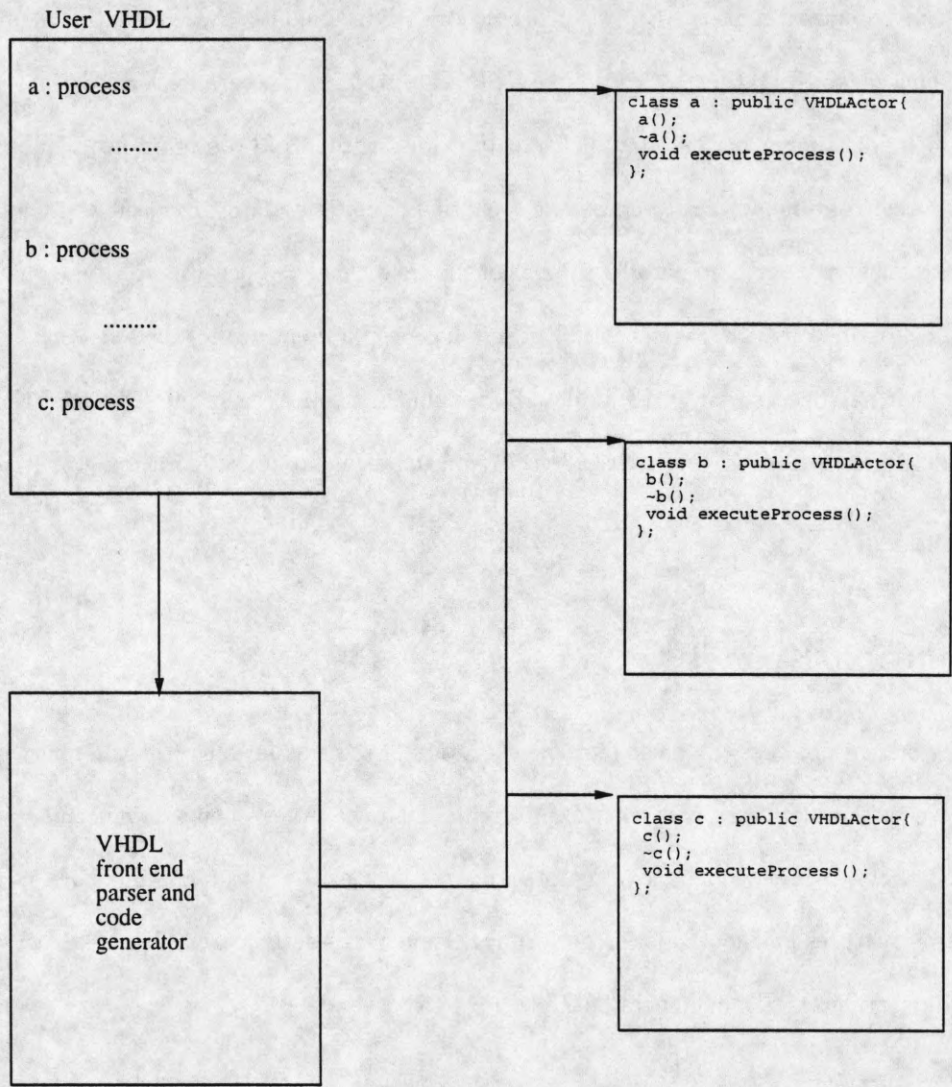 User VHDL
a : process
..........
b : process
..........
c: process
VHDL
front end
parser and
code
generator
class a : public VHDLActor{
a();
~a();
void executeProcess();
};
class b : public VHDLActor{
b();
~b();
void executeProcess();
};
class c : public VHDLActor{
c();
~c();
void executeProcess();
};